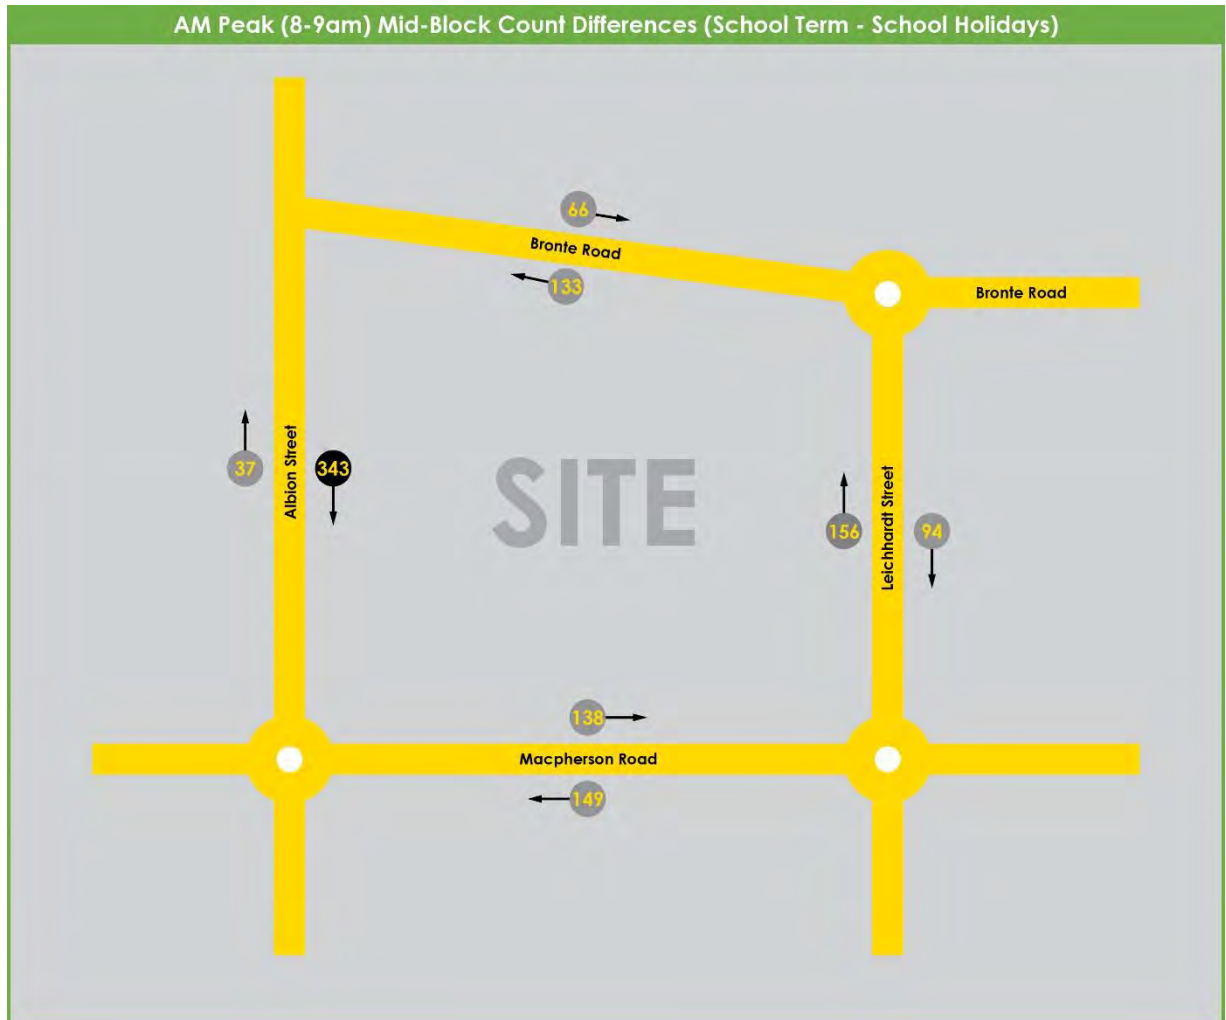 AM Peak (8-9am) Mid-Block Count Differences (School Term - School Holidays)
66
Bronte Road
133
Bronte Road
37
Albion Street
343
SITE
156
Leichhardt Street
94
138
Macpherson Road
149